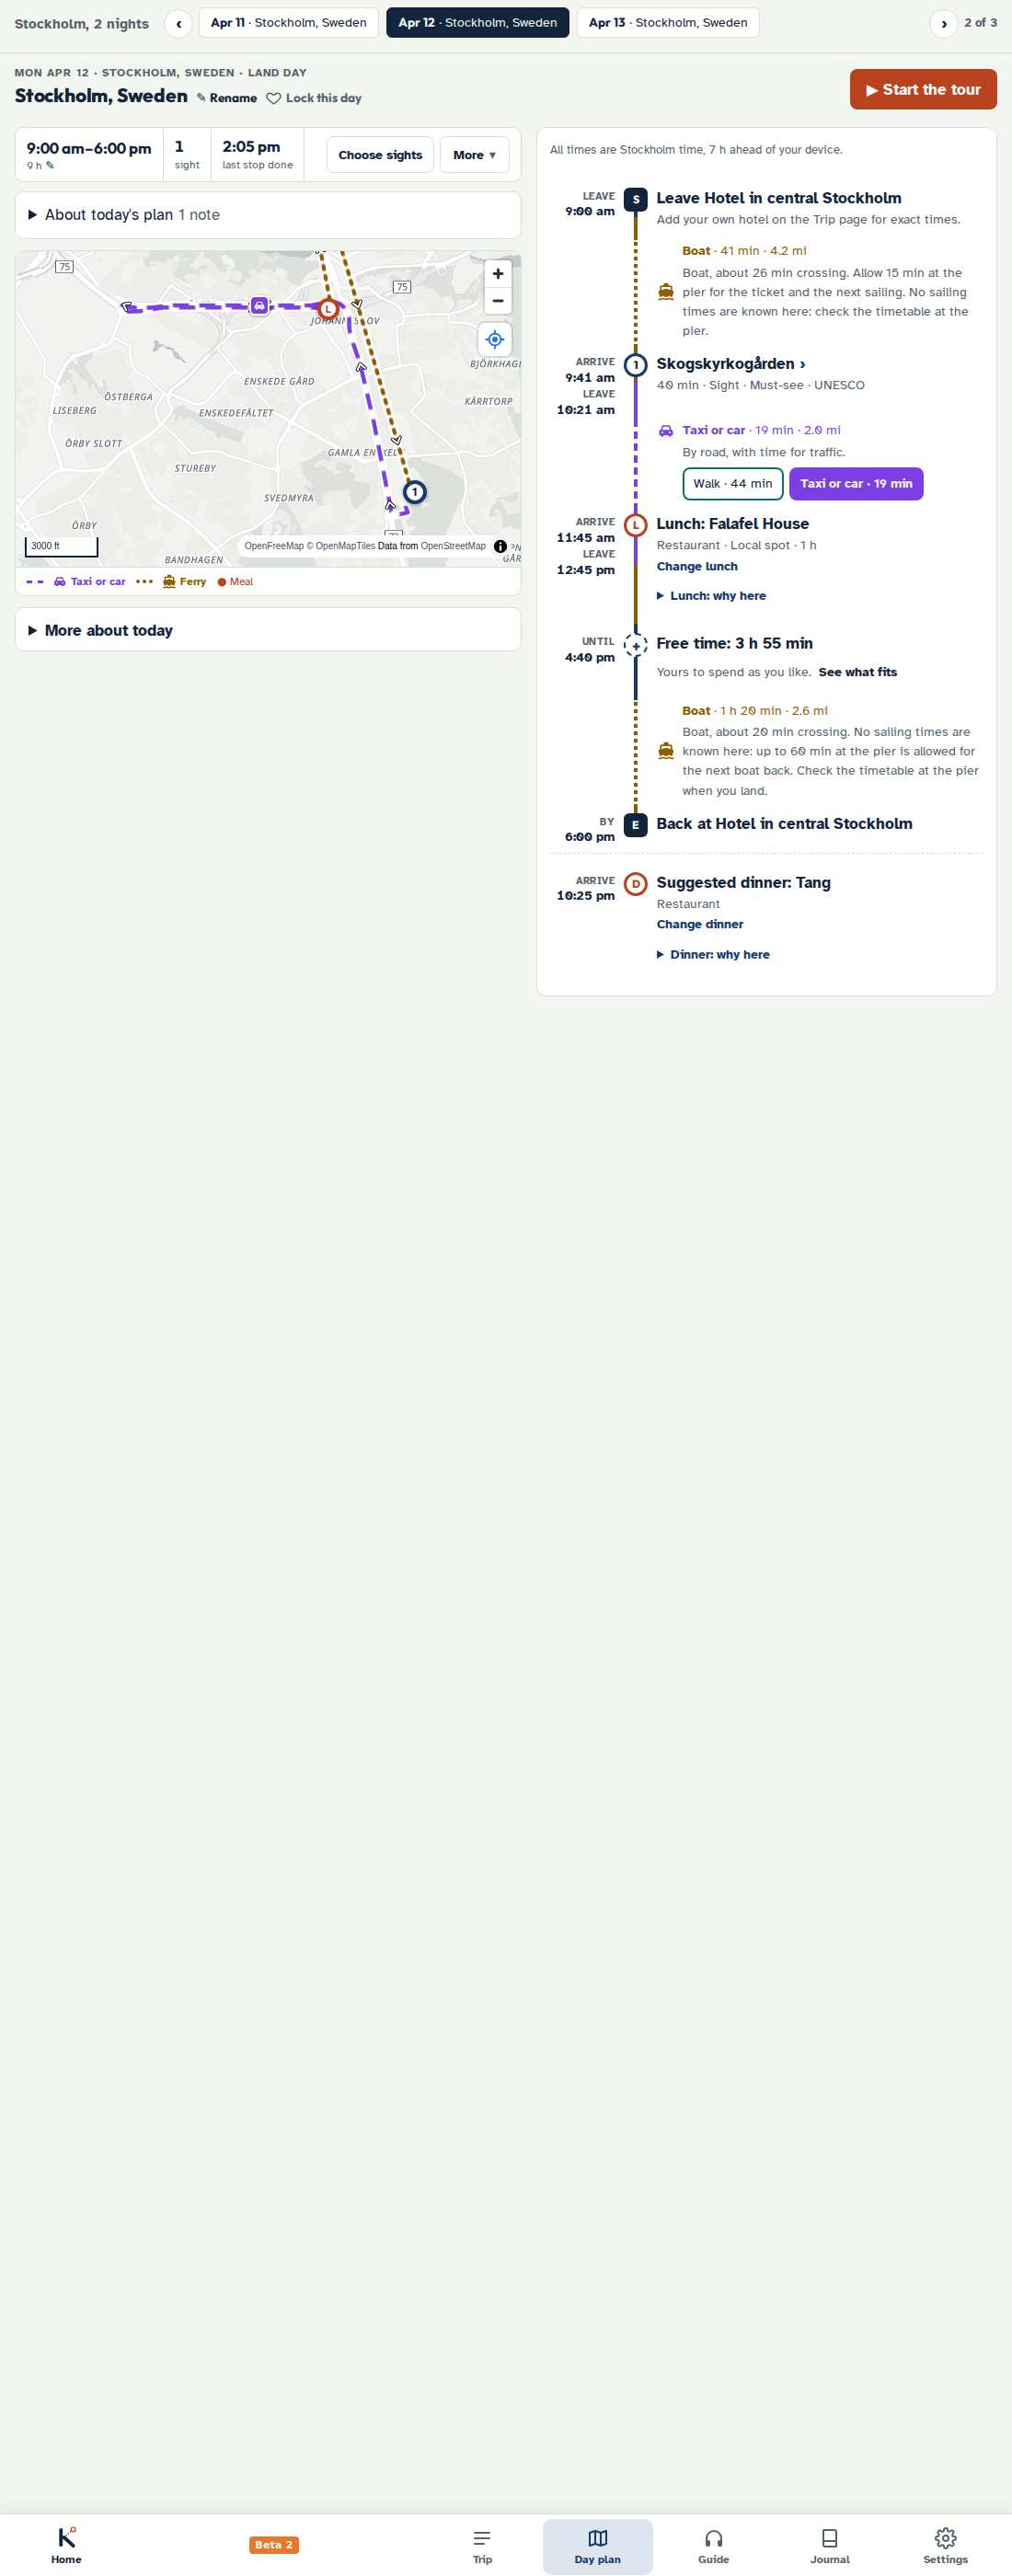 Stockholm, 2 nights
‹
Apr 11 · Stockholm, Sweden
Apr 12 · Stockholm, Sweden
Apr 13 · Stockholm, Sweden
›
2 of 3
MON APR 12 · STOCKHOLM, SWEDEN · LAND DAY
Stockholm, Sweden
✎ Rename
Lock this day
▶ Start the tour
9:00 am–6:00 pm
9 h ✎
1
sight
2:05 pm
last stop done
Choose sights
More ▾
▶ About today's plan 1 note
75
75
L
+
−
BJÖRKHAGE
ENSKEDE GÅRD
ÖSTBERGA
LISEBERG
ENSKEDEFÄLTET
KÄRRTORP
ÖRBY SLOTT
STUREBY
1
SVEDMYRA
ÖRBY
BANDHAGEN
3000 ft
OpenFreeMap © OpenMapTiles Data from OpenStreetMap
Taxi or car
Ferry
Meal
▶ More about today
All times are Stockholm time, 7 h ahead of your device.
LEAVE
9:00 am
S
Leave Hotel in central Stockholm
Add your own hotel on the Trip page for exact times.
Boat · 41 min · 4.2 mi
Boat, about 26 min crossing. Allow 15 min at the
pier for the ticket and the next sailing. No sailing
times are known here: check the timetable at the
pier.
ARRIVE
9:41 am
LEAVE
10:21 am
1
Skogskyrkogården ›
40 min · Sight · Must-see · UNESCO
Taxi or car · 19 min · 2.0 mi
By road, with time for traffic.
Walk · 44 min
Taxi or car · 19 min
ARRIVE
11:45 am
LEAVE
12:45 pm
L
Lunch: Falafel House
Restaurant · Local spot · 1 h
Change lunch
▶ Lunch: why here
UNTIL
4:40 pm
+
Free time: 3 h 55 min
Yours to spend as you like. See what fits
Boat · 1 h 20 min · 2.6 mi
Boat, about 20 min crossing. No sailing times are
known here: up to 60 min at the pier is allowed for
the next boat back. Check the timetable at the pier
when you land.
BY
6:00 pm
E
Back at Hotel in central Stockholm
ARRIVE
10:25 pm
D
Suggested dinner: Tang
Restaurant
Change dinner
▶ Dinner: why here
Home
Beta 2
Trip
Day plan
Guide
Journal
Settings